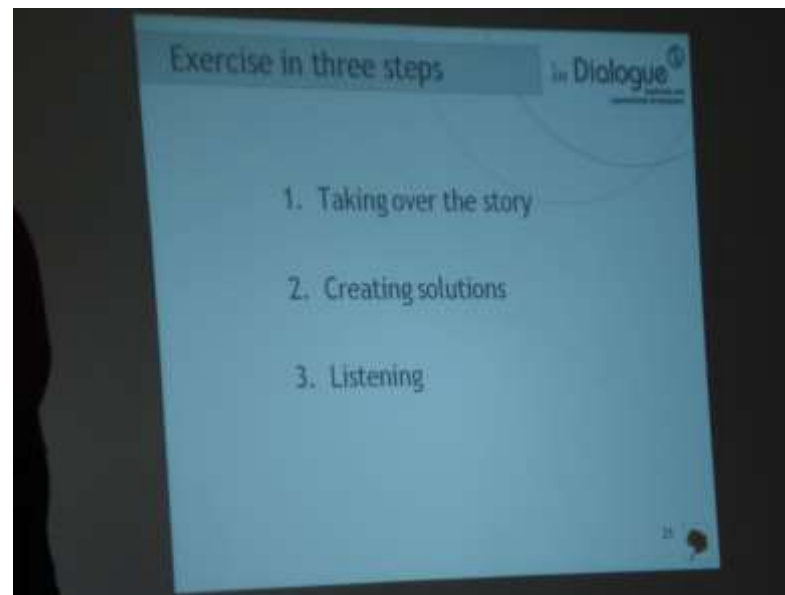 Exercise in three steps
in Dialogue
1. Taking over the story
2. Creating solutions
3. Listening